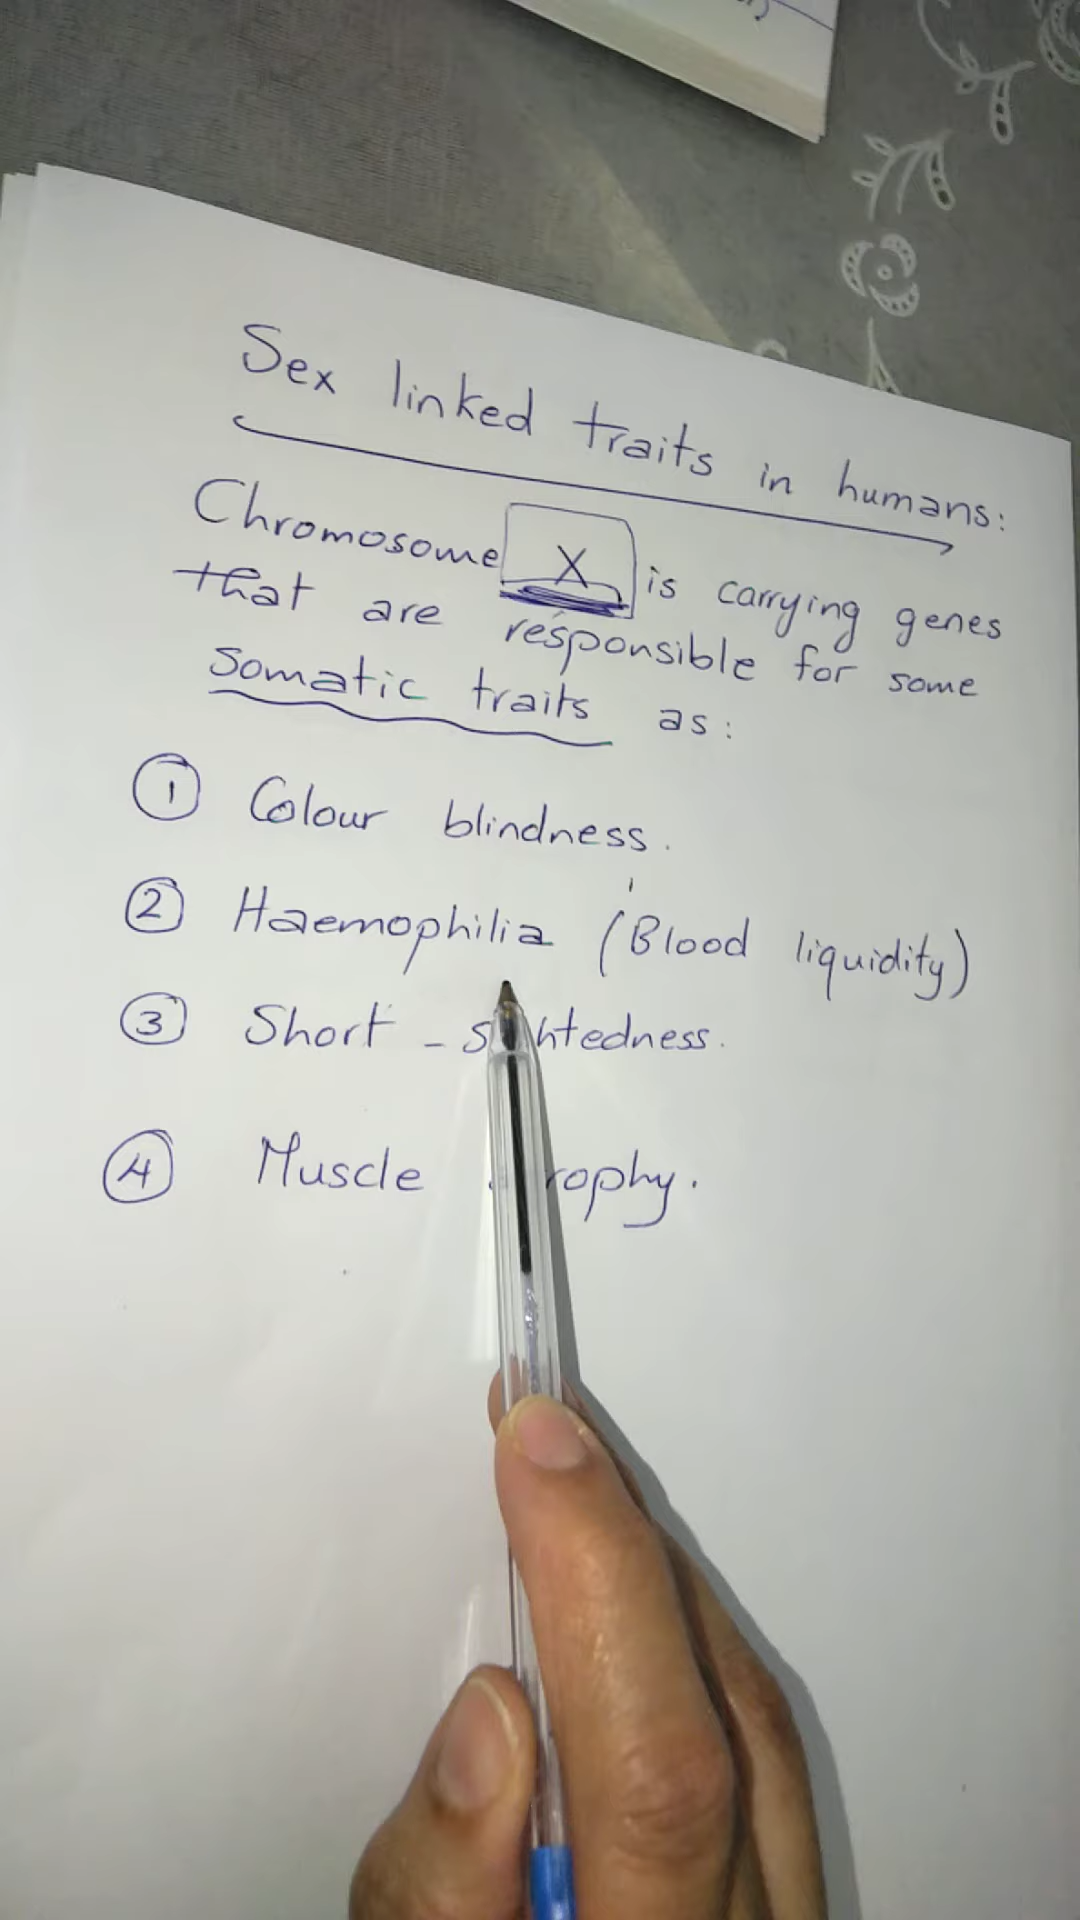 Sex linked traits in humans:
Chromosome X is carrying genes
that are responsible for some
somatic traits as:
1 Colour blindness.
2 Haemophilia (Blood liquidity)
3 Short - htedness.
4 Muscle rophy.